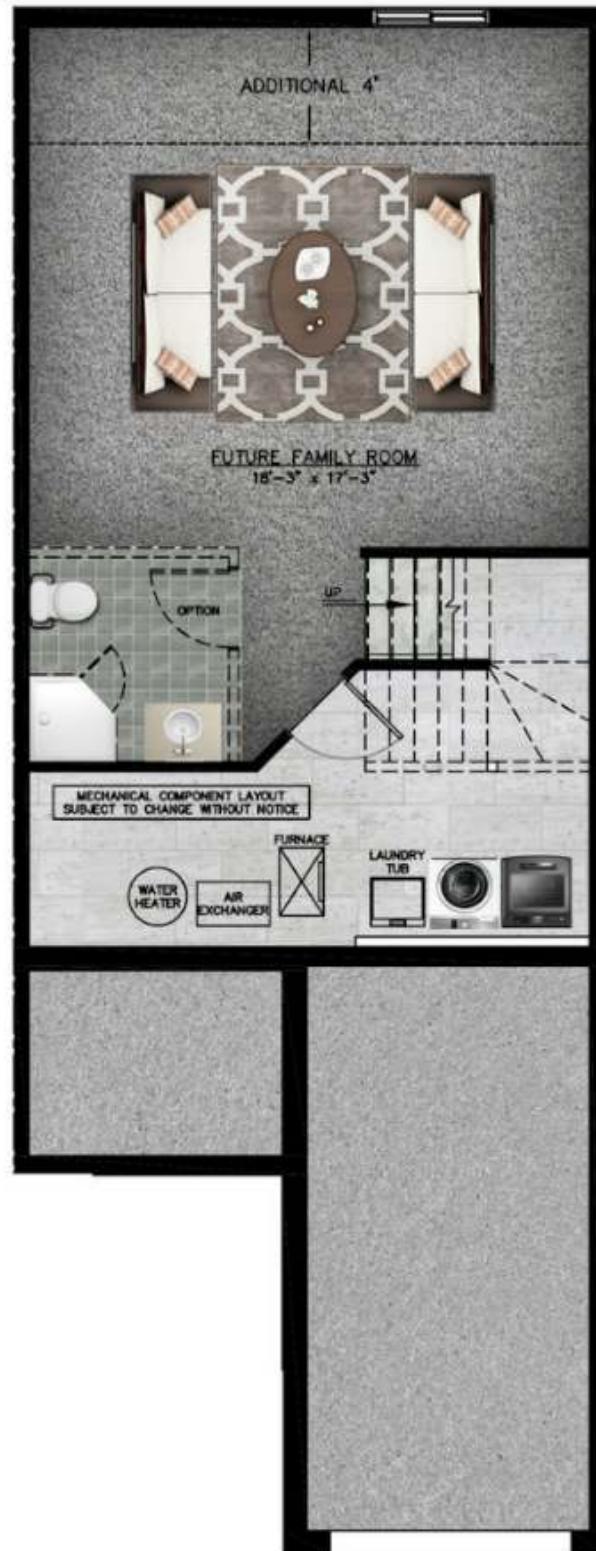 ADDITIONAL 4"
FUTURE FAMILY ROOM
18'-3" x 17'-3"
OPTION
UP
MECHANICAL COMPONENT LAYOUT
SUBJECT TO CHANGE WITHOUT NOTICE
FURNACE
LAUNDRY
TUB
WATER
HEATER
AIR
EXCHANGER